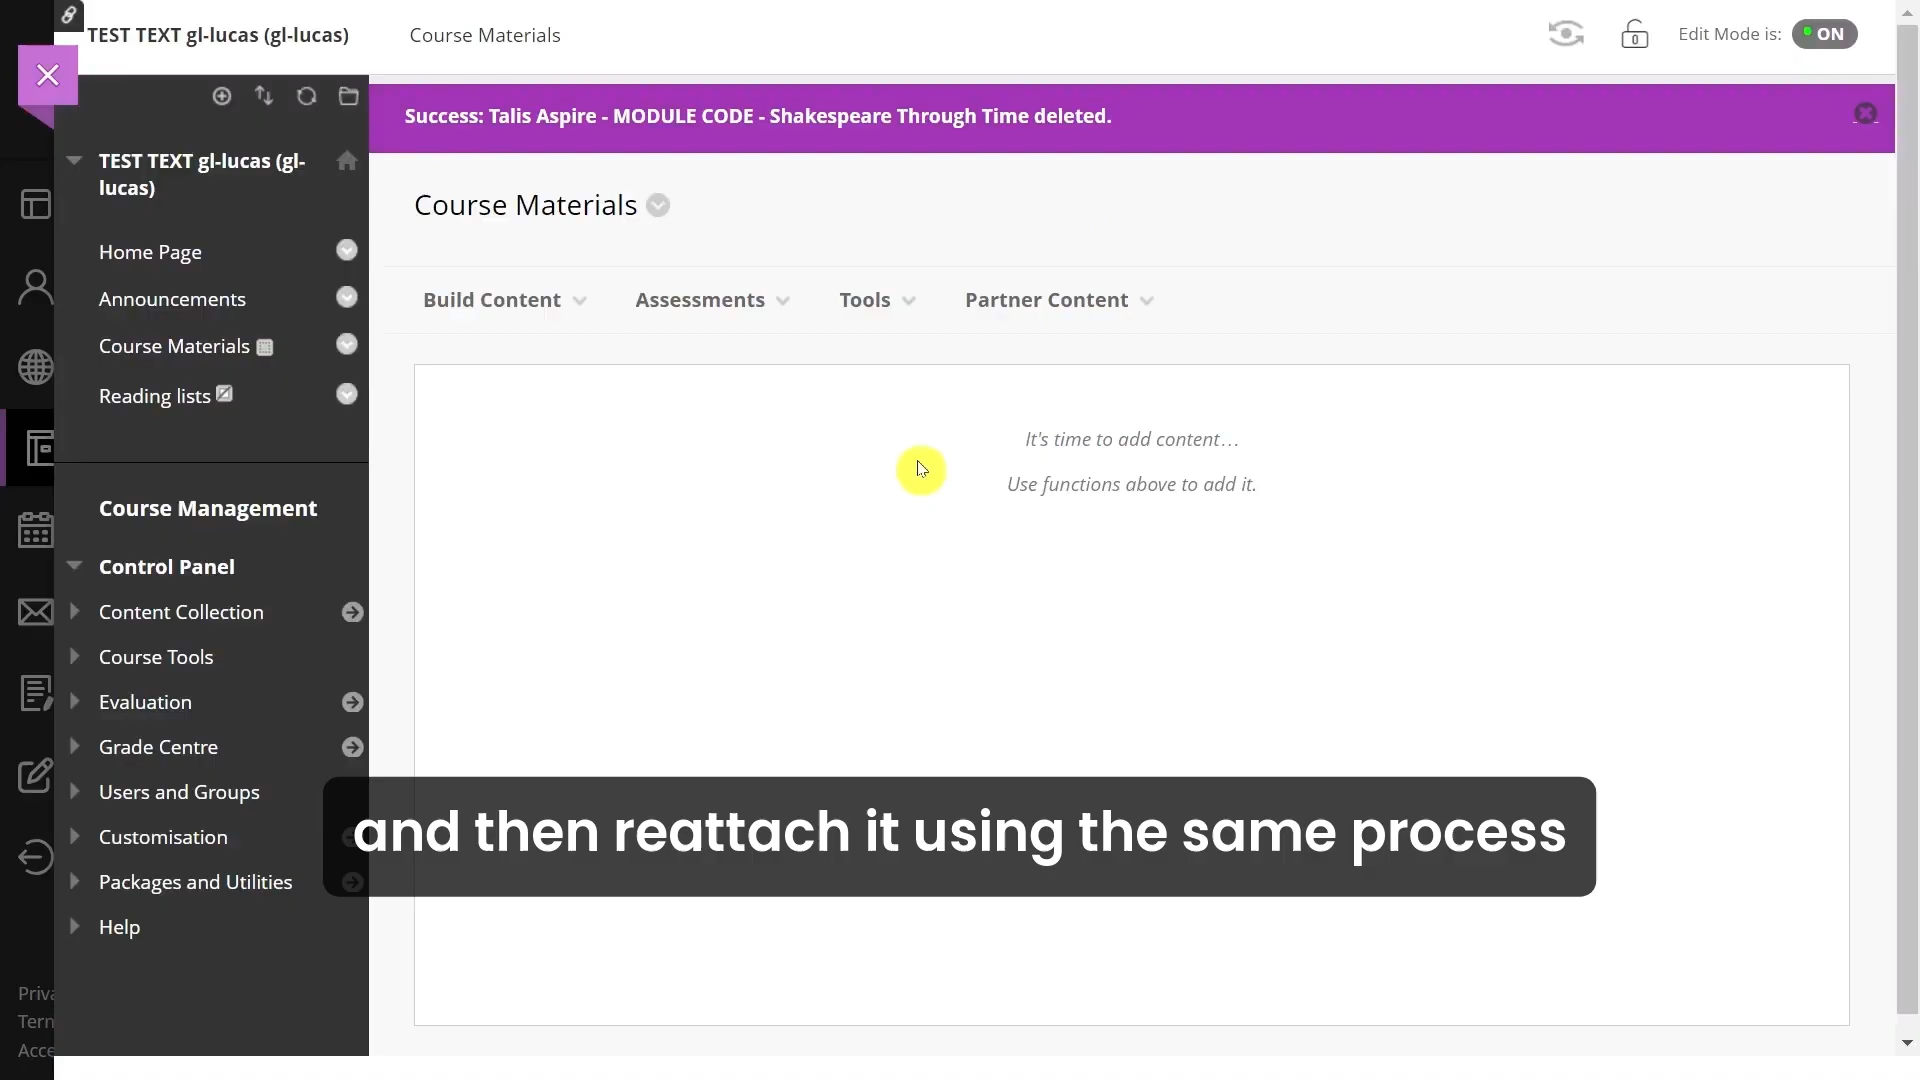 TEST TEXT gl-lucas (gl-lucas)
Course Materials
Edit Mode is:
ON
Success: Talis Aspire - MODULE CODE - Shakespeare Through Time deleted.
TEST TEXT gl-lucas (gl-
lucas)
Home Page
Announcements
Course Materials
Reading lists
Course Management
Control Panel
Content Collection
Course Tools
Evaluation
Grade Centre
Users and Groups
Customisation
Packages and Utilities
Help
Priva
Tern
Acce
Course Materials
Build Content
Assessments
Tools
Partner Content
It's time to add content...
Use functions above to add it.
and then reattach it using the same process